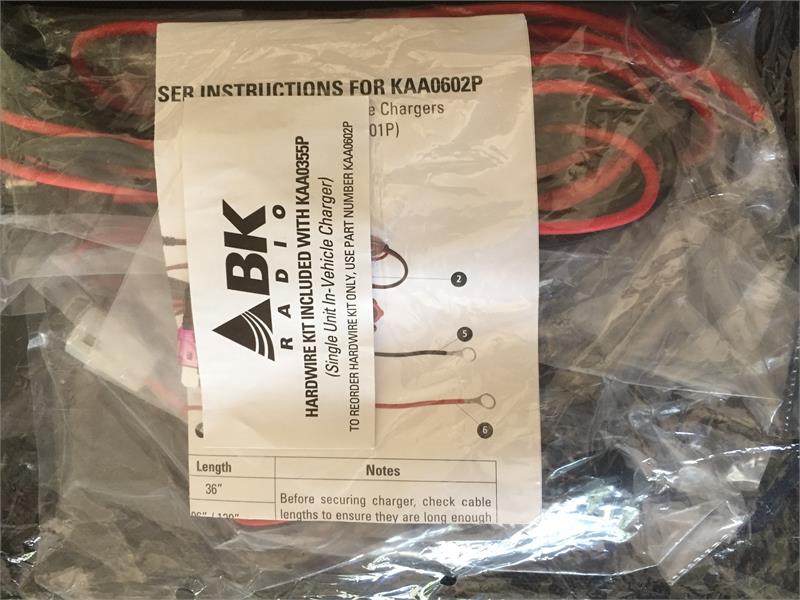 SER INSTRUCTIONS FOR KAA0602P
e Chargers
01P)
BK
RADIO
HARDWIRE KIT INCLUDED WITH KAA0355P
(Single Unit In-Vehicle Charger)
TO REORDER HARDWIRE KIT ONLY, USE PART NUMBER KAA0602P
2
5
6
Length
Notes
36"
Before securing charger, check cable
lengths to ensure they are long enough